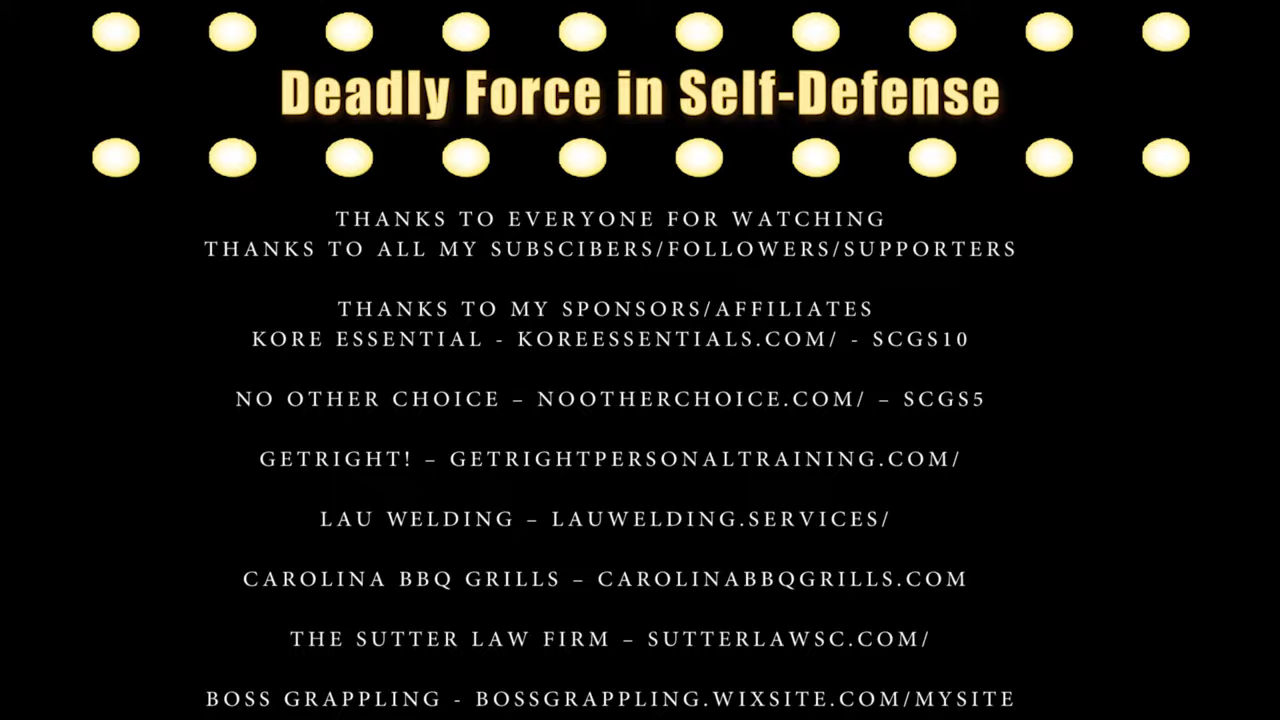 Deadly Force in Self-Defense
THANKS TO EVERYONE FOR WATCHING
THANKS TO ALL MY SUBSCIBERS/FOLLOWERS/SUPPORTERS
THANKS TO MY SPONSORS/AFFILIATES
KORE ESSENTIAL - KOREESSENTIALS.COM/ - SCGS10
NO OTHER CHOICE – NOOTHERCHOICE.COM/ – SCGS5
GETRIGHT! – GETRIGHTPERSONALTRAINING.COM/
LAU WELDING – LAUWELDING.SERVICES/
CAROLINA BBQ GRILLS – CAROLINABBQGRILLS.COM
THE SUTTER LAW FIRM – SUTTERLAWSC.COM/
BOSS GRAPPLING - BOSSGRAPPLING.WIXSITE.COM/MYSITE